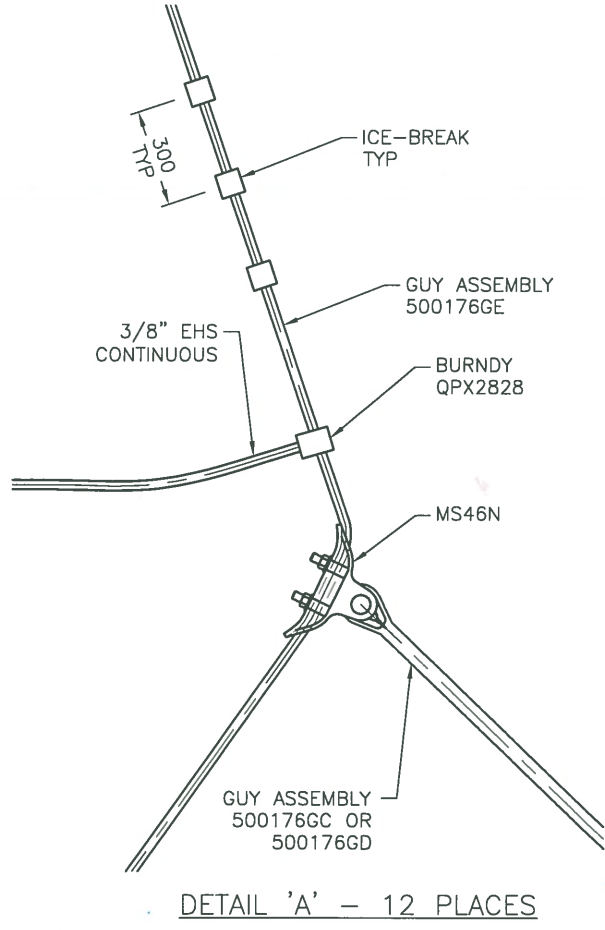 ICE-BREAK
TYP
300
TYP
GUY ASSEMBLY
500176GE
3/8" EHS
CONTINUOUS
BURNDY
QPX2828
MS46N
GUY ASSEMBLY
500176GC OR
500176GD
DETAIL 'A' - 12 PLACES